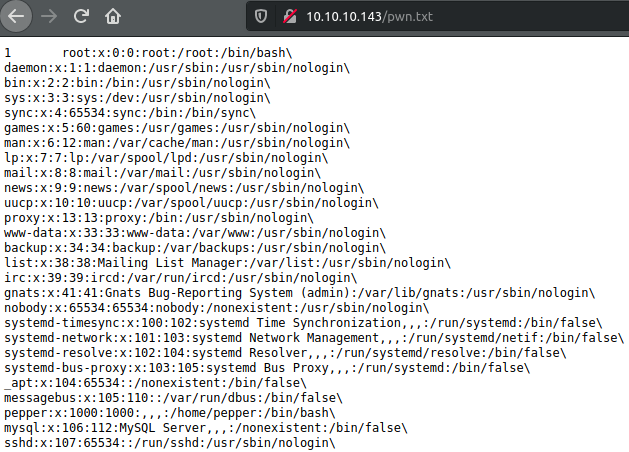 10.10.10.143/pwn.txt
1 root:x:0:0:root:/root:/bin/bash\
daemon:x:1:1:daemon:/usr/sbin:/usr/sbin/nologin\
bin:x:2:2:bin:/bin:/usr/sbin/nologin\
sys:x:3:3:sys:/dev:/usr/sbin/nologin\
sync:x:4:65534:sync:/bin:/bin/sync\
games:x:5:60:games:/usr/games:/usr/sbin/nologin\
man:x:6:12:man:/var/cache/man:/usr/sbin/nologin\
lp:x:7:7:lp:/var/spool/lpd:/usr/sbin/nologin\
mail:x:8:8:mail:/var/mail:/usr/sbin/nologin\
news:x:9:9:news:/var/spool/news:/usr/sbin/nologin\
uucp:x:10:10:uucp:/var/spool/uucp:/usr/sbin/nologin\
proxy:x:13:13:proxy:/bin:/usr/sbin/nologin\
www-data:x:33:33:www-data:/var/www:/usr/sbin/nologin\
backup:x:34:34:backup:/var/backups:/usr/sbin/nologin\
list:x:38:38:Mailing List Manager:/var/list:/usr/sbin/nologin\
irc:x:39:39:ircd:/var/run/ircd:/usr/sbin/nologin\
gnats:x:41:41:Gnats Bug-Reporting System (admin):/var/lib/gnats:/usr/sbin/nologin\
nobody:x:65534:65534:nobody:/nonexistent:/usr/sbin/nologin\
systemd-timesync:x:100:102:systemd Time Synchronization,,,:/run/systemd:/bin/false\
systemd-network:x:101:103:systemd Network Management,,,:/run/systemd/netif:/bin/false\
systemd-resolve:x:102:104:systemd Resolver,,,:/run/systemd/resolve:/bin/false\
systemd-bus-proxy:x:103:105:systemd Bus Proxy,,,:/run/systemd:/bin/false\
_apt:x:104:65534::/nonexistent:/bin/false\
messagebus:x:105:110::/var/run/dbus:/bin/false\
pepper:x:1000:1000:,,,:/home/pepper:/bin/bash\
mysql:x:106:112:MySQL Server,,,:/nonexistent:/bin/false\
sshd:x:107:65534::/run/sshd:/usr/sbin/nologin\